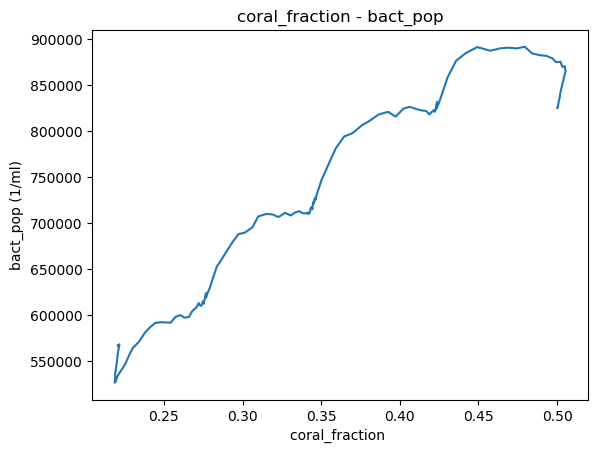 coral_fraction - bact_pop
900000
850000
800000
750000
700000
650000
600000
550000
bact_pop (1/ml)
0.25 0.30 0.35 0.40 0.45 0.50
coral_fraction